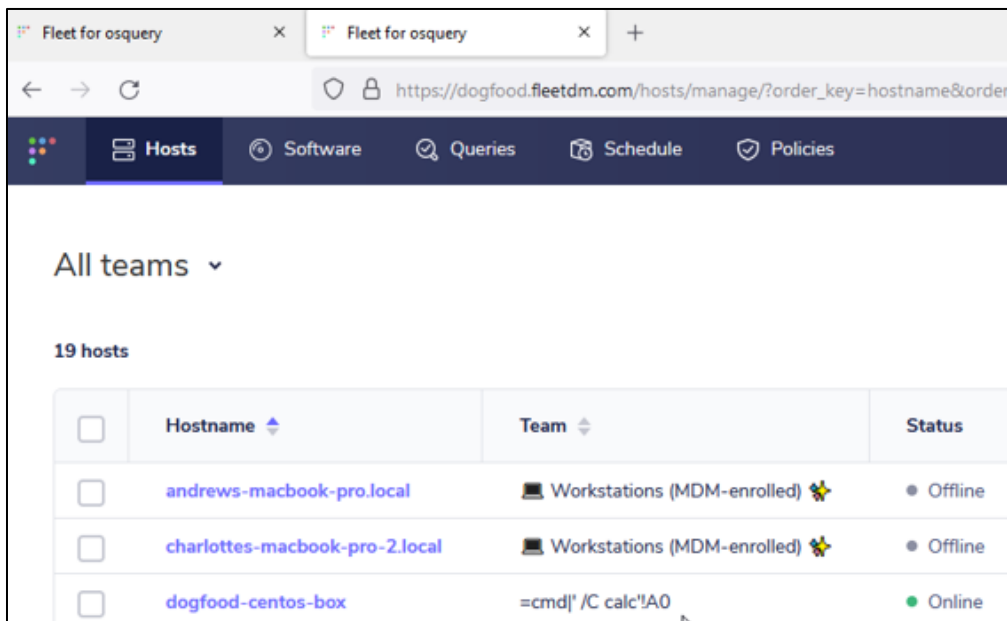 Fleet for osquery × Fleet for osquery × +
https://dogfood.fleetdm.com/hosts/manage/?order_key=hostname&order
Hosts Software Queries Schedule Policies
All teams
19 hosts
Hostname Team Status
andrews-macbook-pro.local 💻 Workstations (MDM-enrolled) ✨ Offline
charlottes-macbook-pro-2.local 💻 Workstations (MDM-enrolled) ✨ Offline
dogfood-centos-box =cmd|' /C calc'!A0 Online